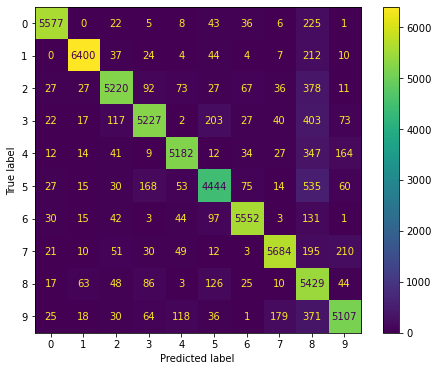 True label
0 5577 0 22 5 8 43 36 6 225 1
1 0 6400 37 24 4 44 4 7 212 10
2 27 27 5220 92 73 27 67 36 378 11
3 22 17 117 5227 2 203 27 40 403 73
4 12 14 41 9 5182 12 34 27 347 164
5 27 15 30 168 53 4444 75 14 535 60
6 30 15 42 3 44 97 5552 3 131 1
7 21 10 51 30 49 12 3 5684 195 210
8 17 63 48 86 3 126 25 10 5429 44
9 25 18 30 64 118 36 1 179 371 5107
0 1 2 3 4 5 6 7 8 9
Predicted label
6000
5000
4000
3000
2000
1000
0